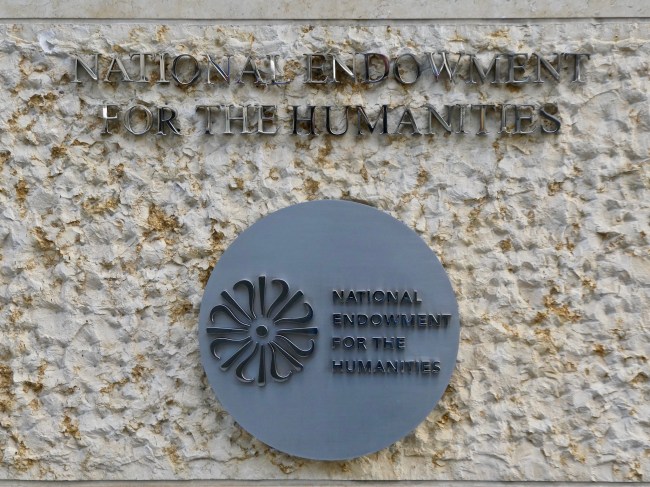 NATIONAL ENDOWMENT
FOR THE HUMANITIES
NATIONAL
ENDOWMENT
FOR THE
HUMANITIES